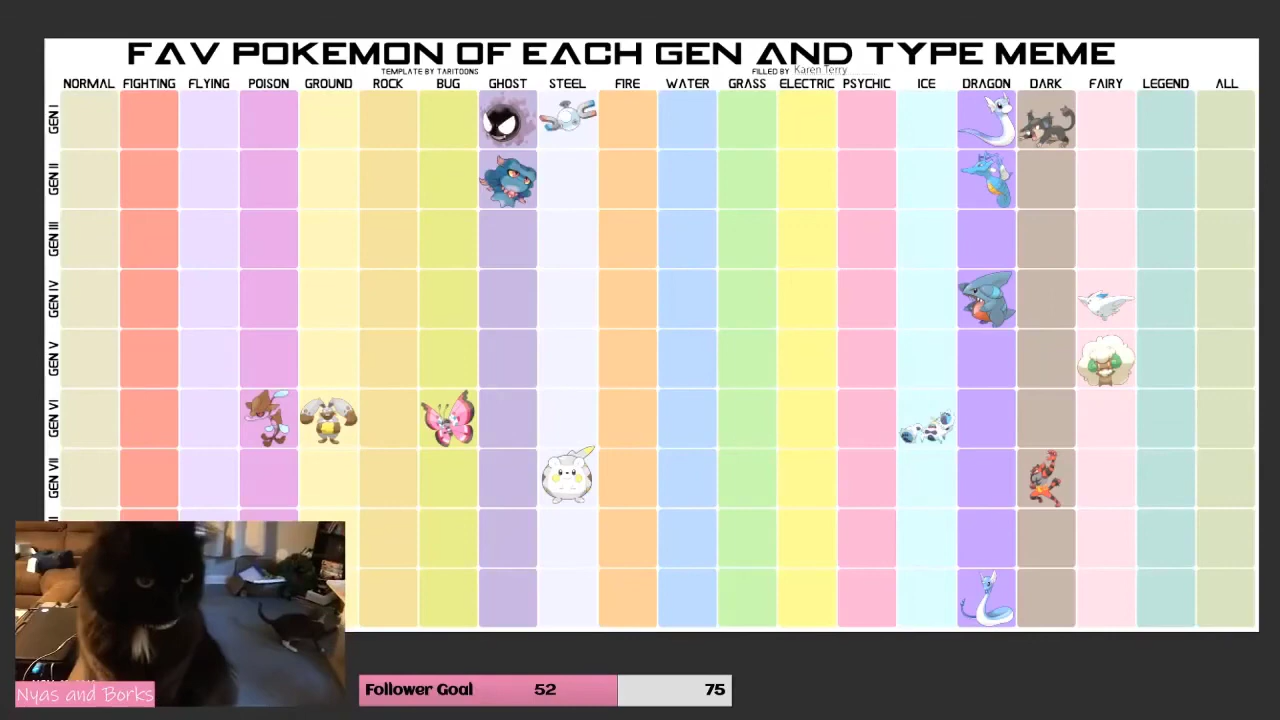 FAV POKEMON OF EACH GEN AND TYPE MEME
TEMPLATE BY TARITOONS
FILLED BY Karen Terry
NORMAL FIGHTING FLYING POISON GROUND ROCK BUG GHOST STEEL FIRE WATER GRASS ELECTRIC PSYCHIC ICE DRAGON DARK FAIRY LEGEND ALL
GEN I
GEN II
GEN III
GEN IV
GEN V
GEN VI
GEN VII
Nyas and Borks
Follower Goal 52 75